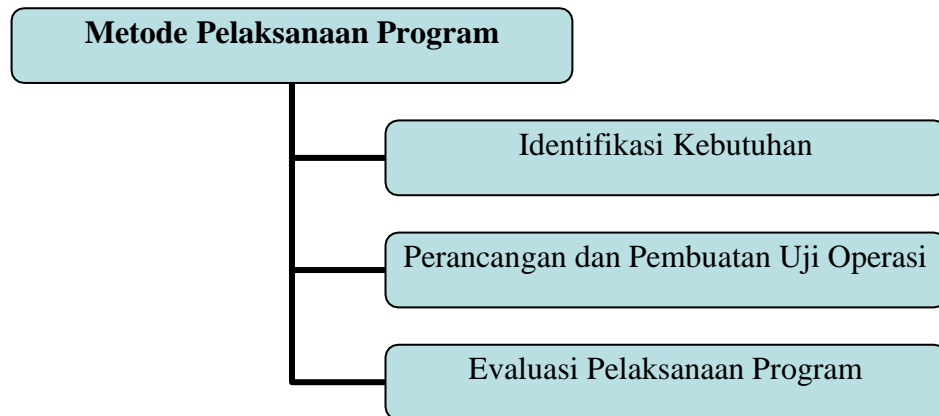 Metode Pelaksanaan Program
Identifikasi Kebutuhan
Perancangan dan Pembuatan Uji Operasi
Evaluasi Pelaksanaan Program